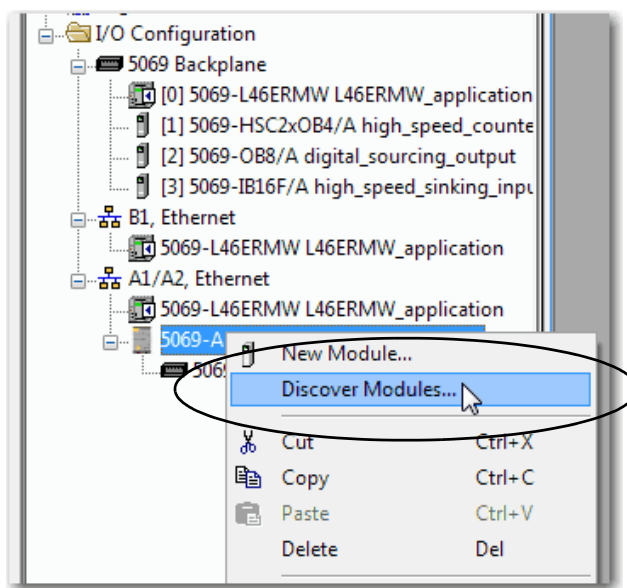 I/O Configuration
5069 Backplane
[0] 5069-L46ERMW L46ERMW_application
[1] 5069-HSC2xOB4/A high_speed_counte
[2] 5069-OB8/A digital_sourcing_output
[3] 5069-IB16F/A high_speed_sinking_inpu
B1, Ethernet
5069-L46ERMW L46ERMW_application
A1/A2, Ethernet
5069-L46ERMW L46ERMW_application
5069-A
New Module...
506
Discover Modules...
Cut Ctrl+X
Copy Ctrl+C
Paste Ctrl+V
Delete Del